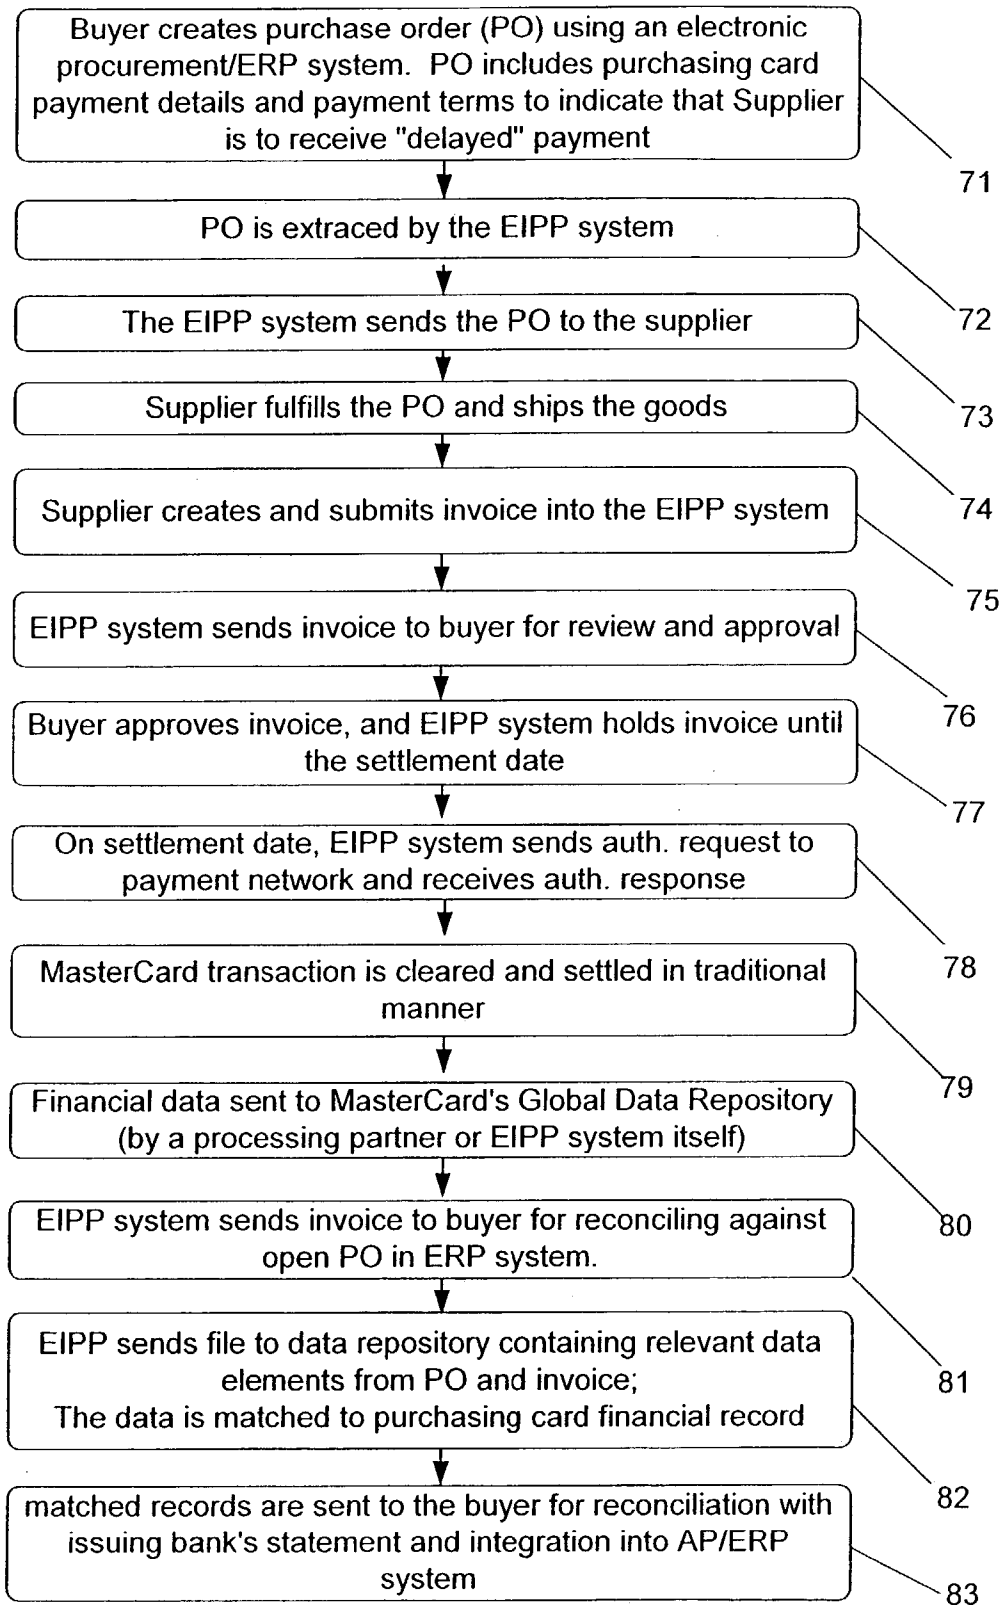 Buyer creates purchase order (PO) using an electronic
procurement/ERP system.  PO includes purchasing card
payment details and payment terms to indicate that Supplier
is to receive "delayed" payment
71
PO is extraced by the EIPP system
72
The EIPP system sends the PO to the supplier
73
Supplier fulfills the PO and ships the goods
74
Supplier creates and submits invoice into the EIPP system
75
EIPP system sends invoice to buyer for review and approval
76
Buyer approves invoice, and EIPP system holds invoice until
the settlement date
77
On settlement date, EIPP system sends auth. request to
payment network and receives auth. response
78
MasterCard transaction is cleared and settled in traditional
manner
79
Financial data sent to MasterCard's Global Data Repository
(by a processing partner or EIPP system itself)
80
EIPP system sends invoice to buyer for reconciling against
open PO in ERP system.
81
EIPP sends file to data repository containing relevant data
elements from PO and invoice;
The data is matched to purchasing card financial record
82
matched records are sent to the buyer for reconciliation with
issuing bank's statement and integration into AP/ERP
system
83